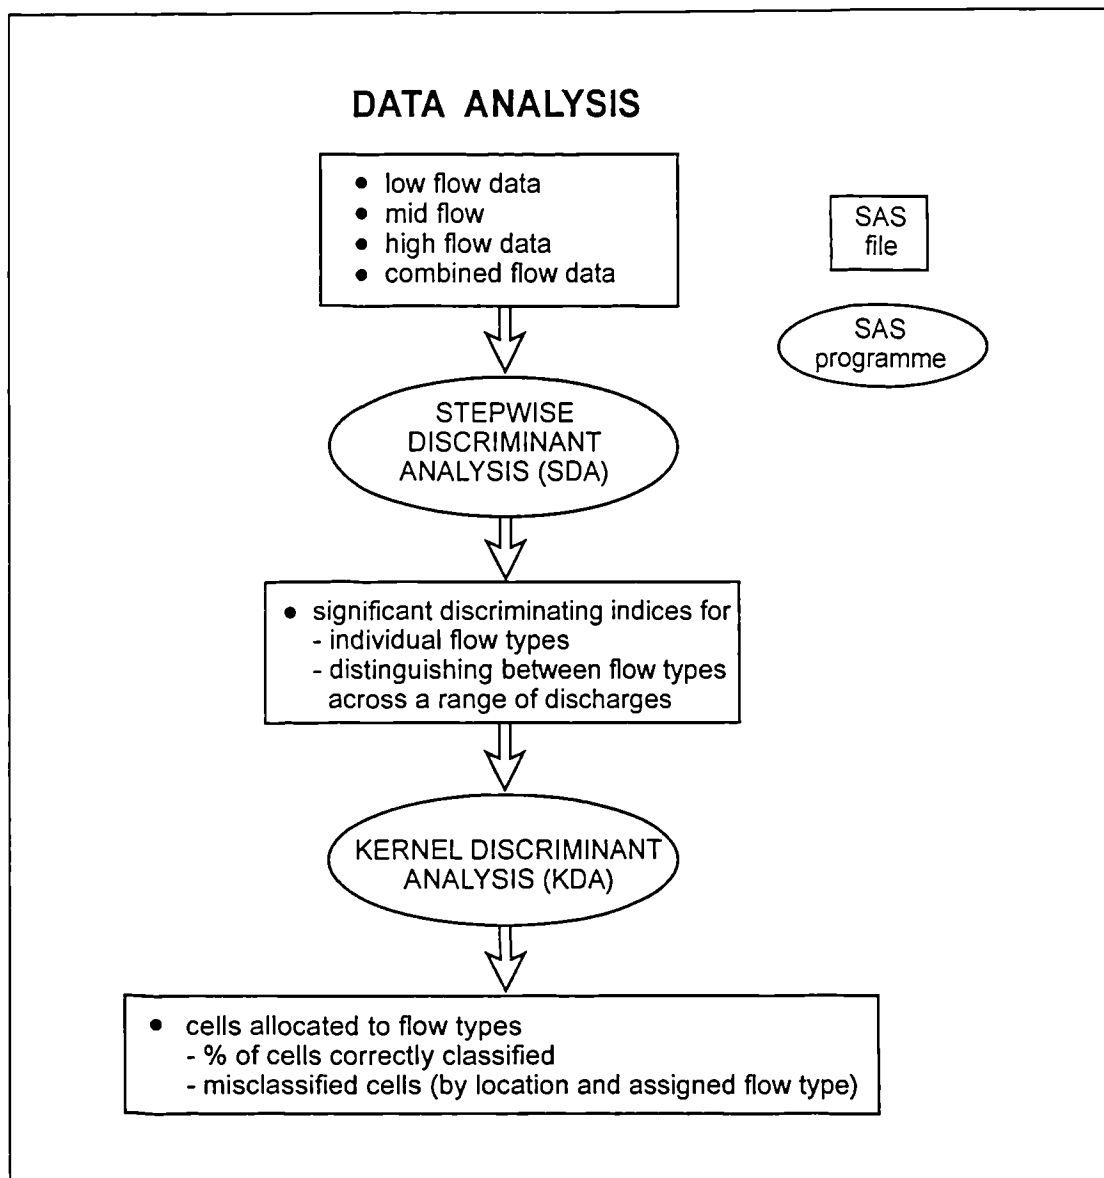 DATA ANALYSIS
• low flow data
• mid flow
• high flow data
• combined flow data
SAS
file
SAS
programme
STEPWISE
DISCRIMINANT
ANALYSIS (SDA)
• significant discriminating indices for
- individual flow types
- distinguishing between flow types
across a range of discharges
KERNEL DISCRIMINANT
ANALYSIS (KDA)
• cells allocated to flow types
- % of cells correctly classified
- misclassified cells (by location and assigned flow type)